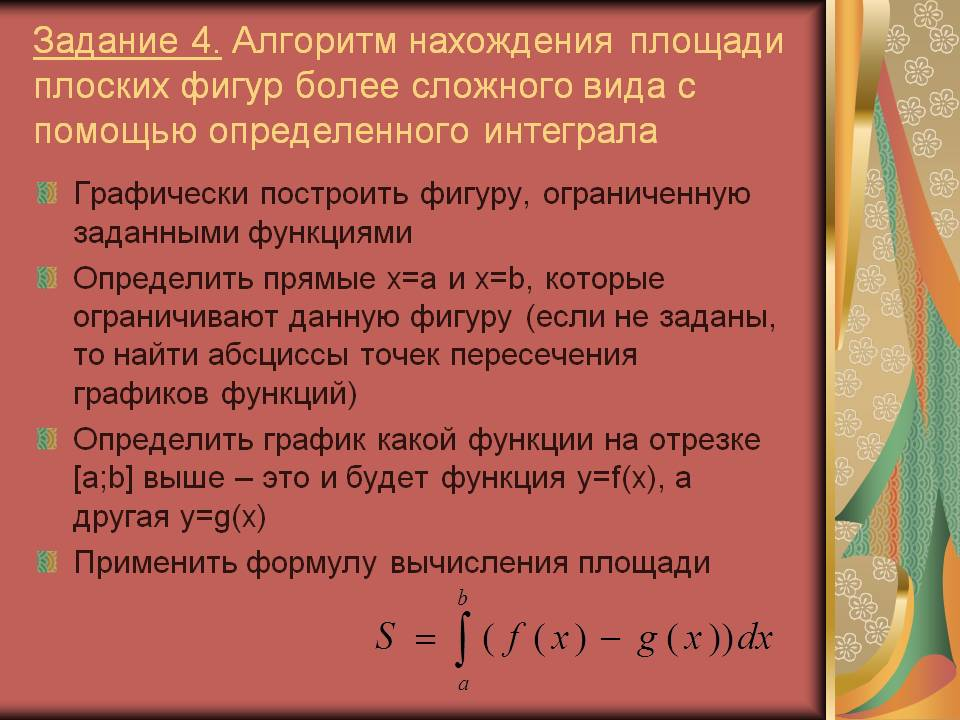 Задание 4. Алгоритм нахождения площади
плоских фигур более сложного вида с
помощью определенного интеграла
Графически построить фигуру, ограниченную
заданными функциями
Определить прямые x=a и x=b, которые
ограничивают данную фигуру (если не заданы,
то найти абсциссы точек пересечения
графиков функций)
Определить график какой функции на отрезке
[a;b] выше – это и будет функция y=f(x), а
другая y=g(x)
Применить формулу вычисления площади
b
S = ∫ ( f ( x ) − g ( x )) dx
a